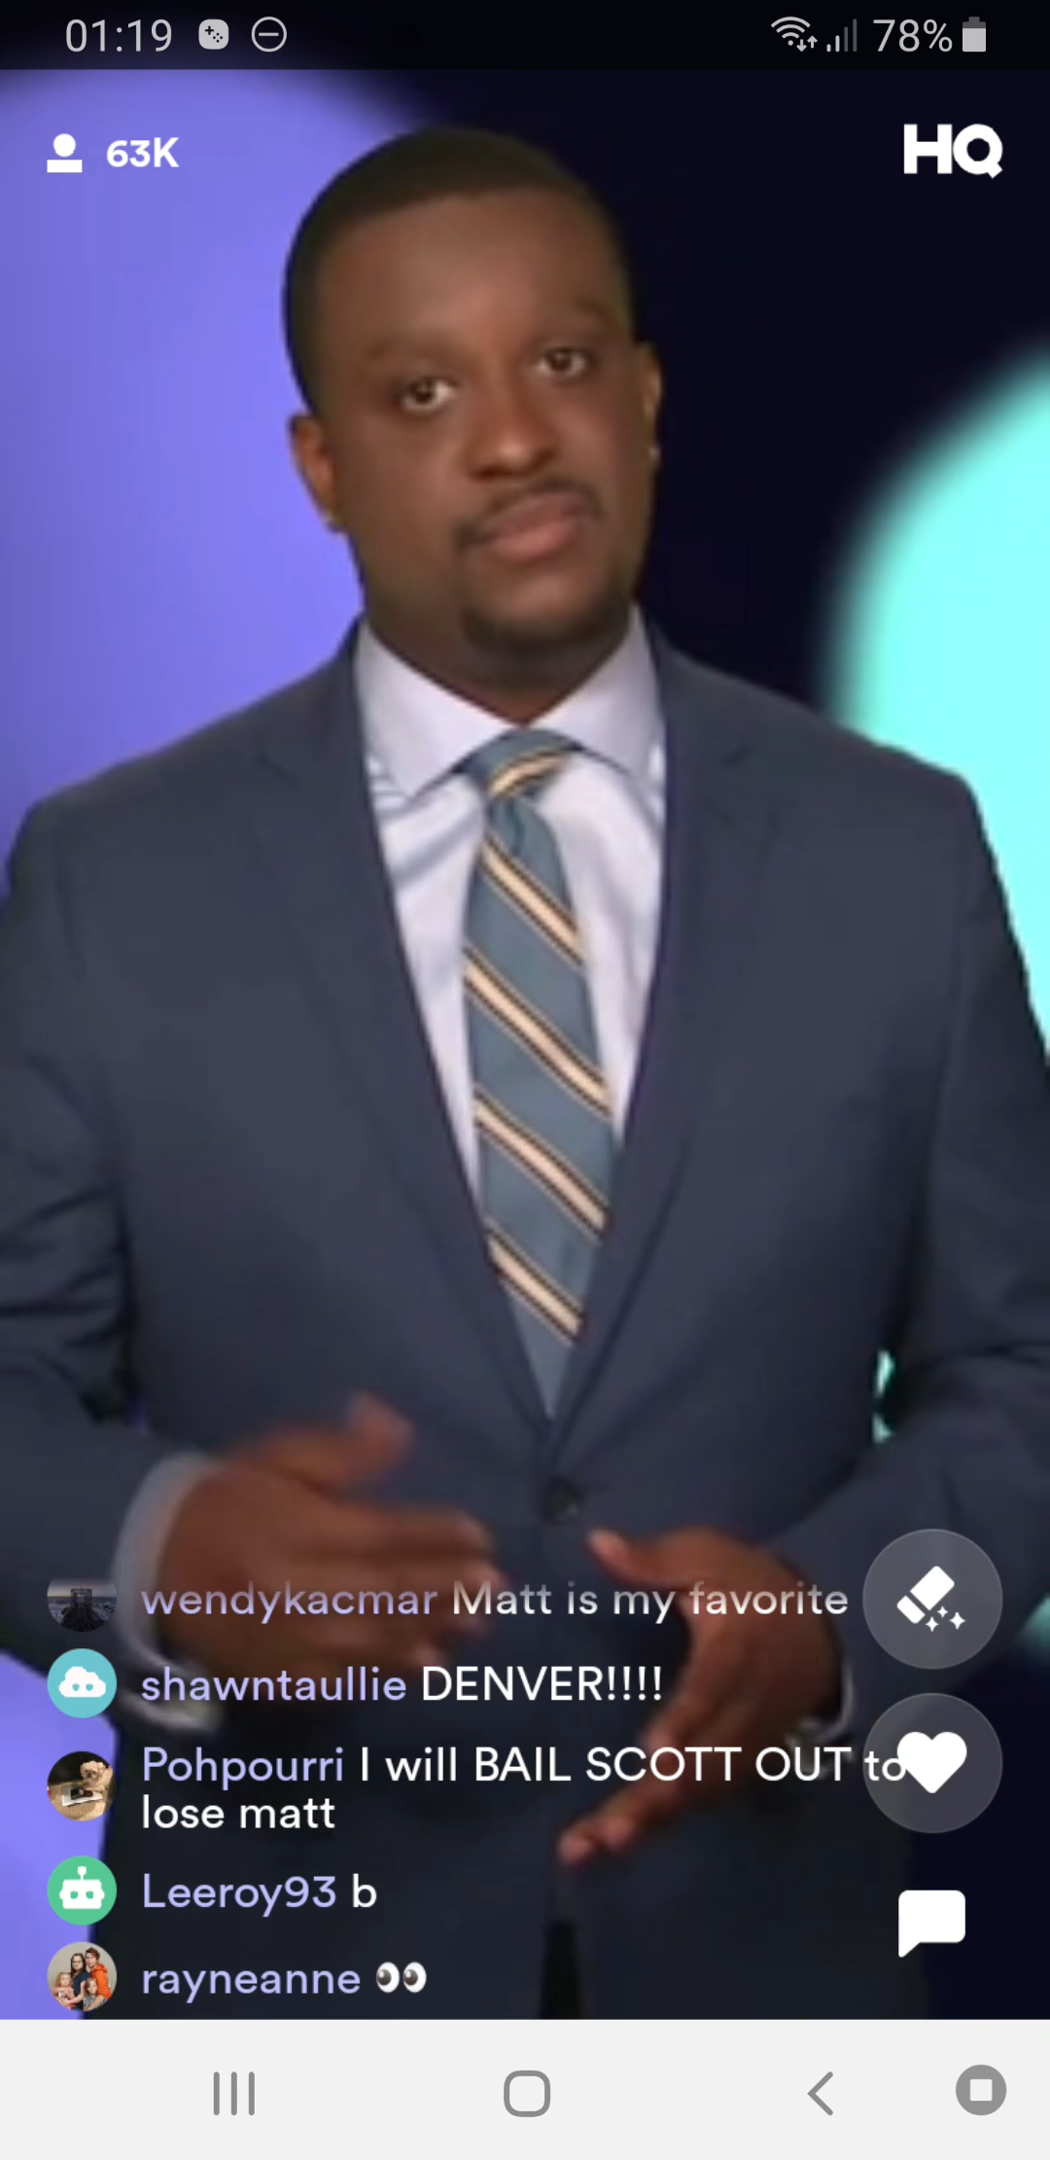 01:19
78%
63K
HQ
wendykacmar Matt is my favorite
shawntaullie DENVER!!!!
Pohpourri I will BAIL SCOTT OUT to
lose matt
Leeroy93 b
rayneanne 👀